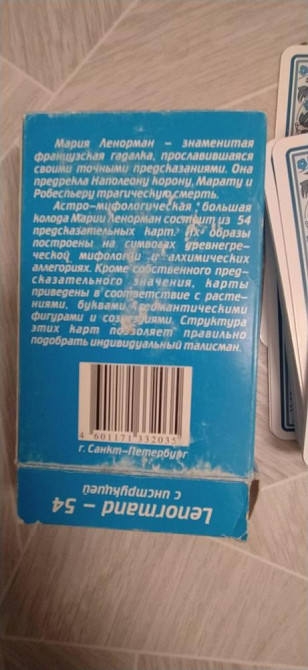 Мария Ленорман – знаменитая
французская гадалка, прославившаяся
своими точными предсказаниями. Она
предрекла Наполеону корону, Марату и
Робеспьеру трагическую смерть.
Астро-мифологическая большая
колода Марии Ленорман состоит из 54
предсказательных карт. Их образы
построены на символах древнегре-
ческой мифологии и алхимических
аллегориях. Кроме собственного пред-
сказательного значения, карты
приведены в соответствие с расте-
ниями, буквами, геомантическими
фигурами и созвездиями. Структура
этих карт позволяет правильно
подобрать индивидуальный талисман.
4 601171 332035
г. Санкт-Петербург
Lenormand – 54
с инструкцией